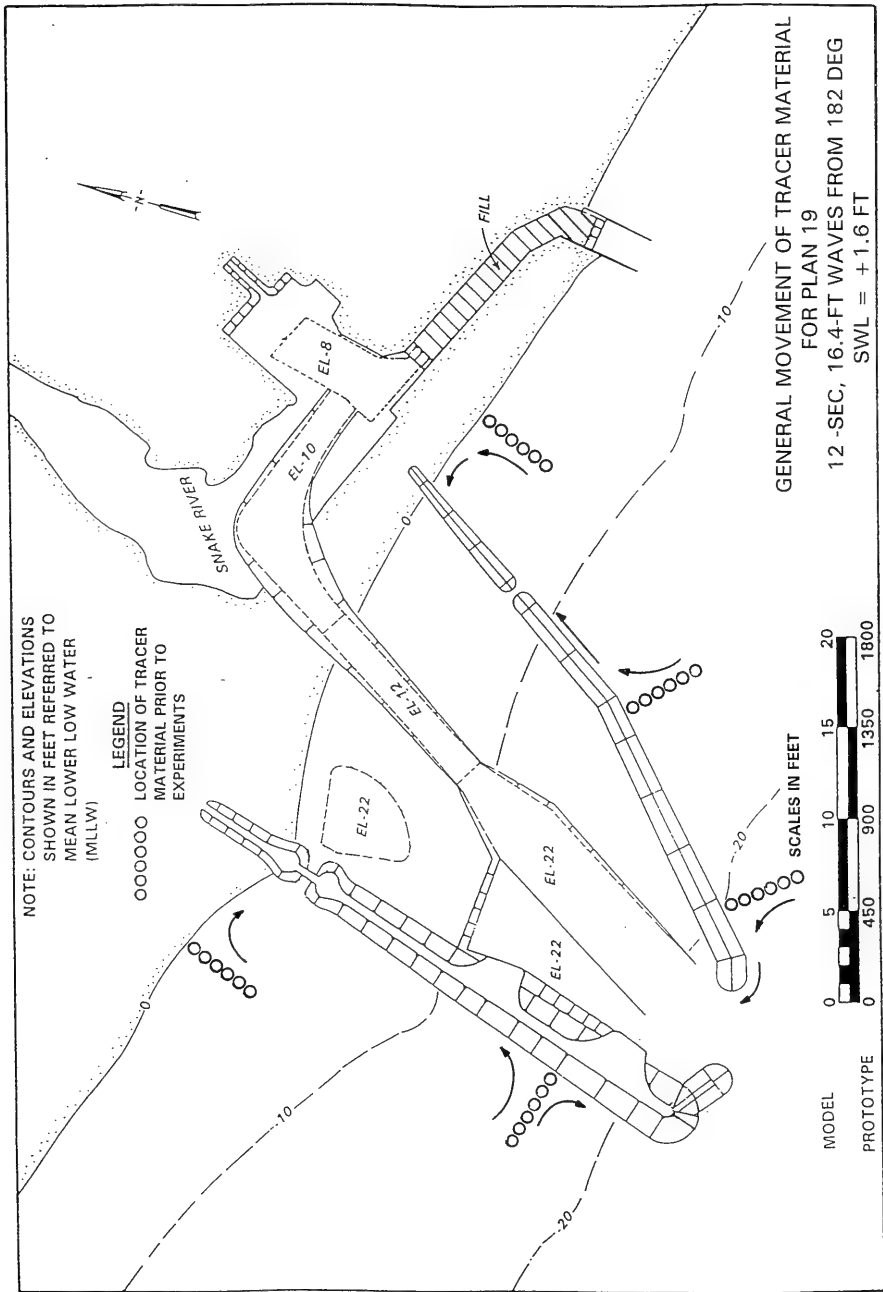 NOTE: CONTOURS AND ELEVATIONS
SHOWN IN FEET REFERRED TO
MEAN LOWER LOW WATER
(MLLW)
LEGEND
OOOOOO LOCATION OF TRACER
MATERIAL PRIOR TO
EXPERIMENTS
SNAKE RIVER
-N-
EL-8
EL-10
FILL
EL-12
EL-22
EL-22
EL-22
0
0
-10
-10
-20
-20
GENERAL MOVEMENT OF TRACER MATERIAL
FOR PLAN 19
12 -SEC, 16.4-FT WAVES FROM 182 DEG
SWL = +1.6 FT
SCALES IN FEET
MODEL 0 5 10 15 20
PROTOTYPE 0 450 900 1350 1800